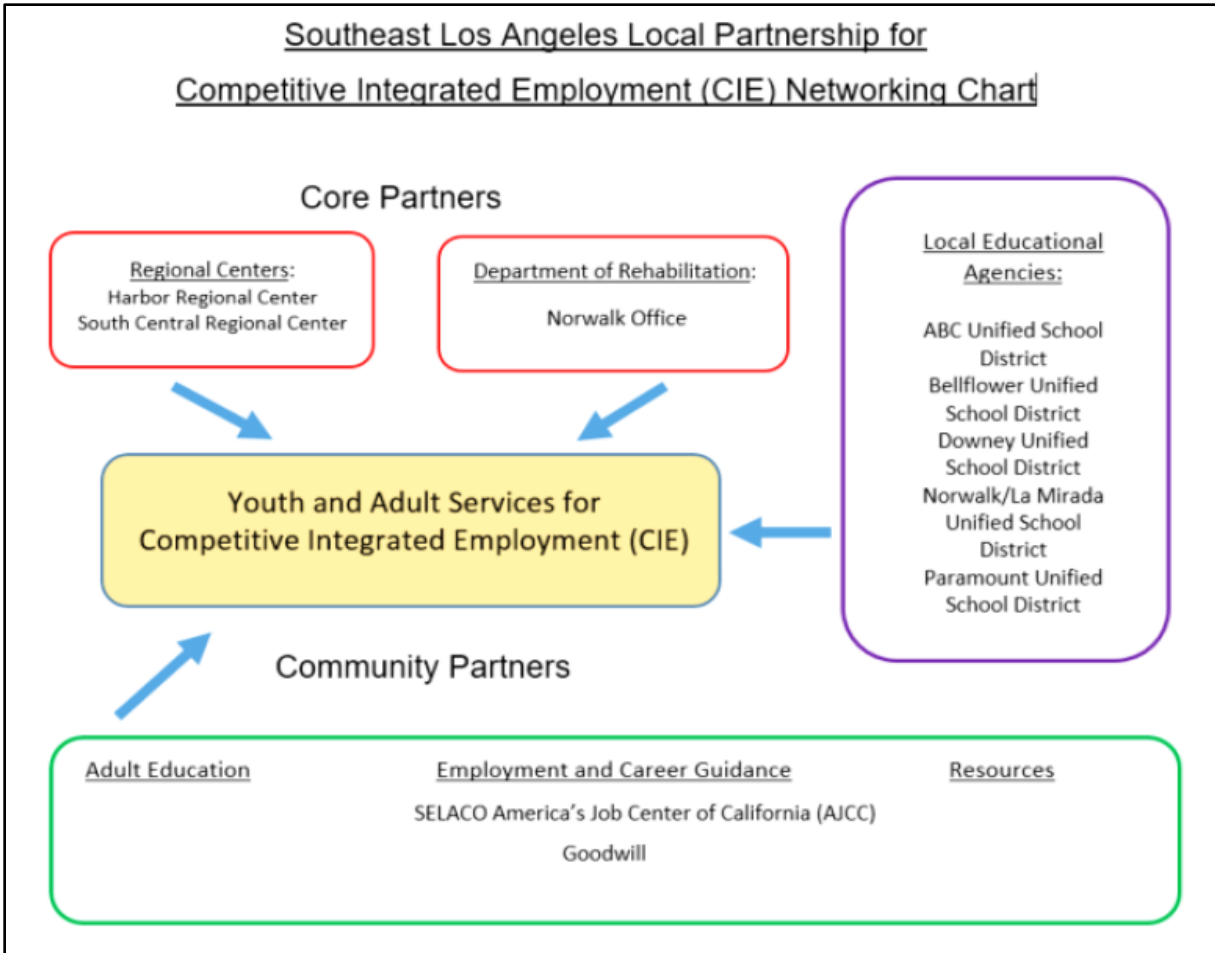 Southeast Los Angeles Local Partnership for
Competitive Integrated Employment (CIE) Networking Chart
Core Partners
Regional Centers:
Harbor Regional Center
South Central Regional Center
Department of Rehabilitation:
Norwalk Office
Local Educational
Agencies:
ABC Unified School
District
Bellflower Unified
School District
Downey Unified
School District
Norwalk/La Mirada
Unified School
District
Paramount Unified
School District
Youth and Adult Services for
Competitive Integrated Employment (CIE)
Community Partners
Adult Education
Employment and Career Guidance
SELACO America's Job Center of California (AJCC)
Goodwill
Resources